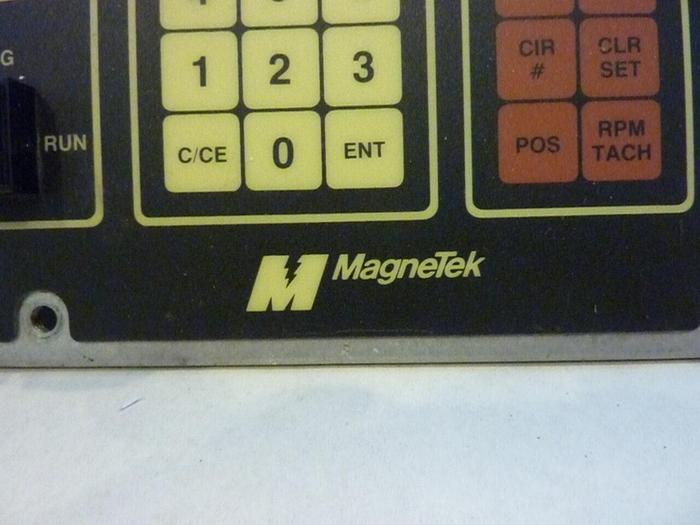 G
RUN
1 2 3
C/CE 0 ENT
CIR
#
CLR
SET
POS
RPM
TACH
MagneTek